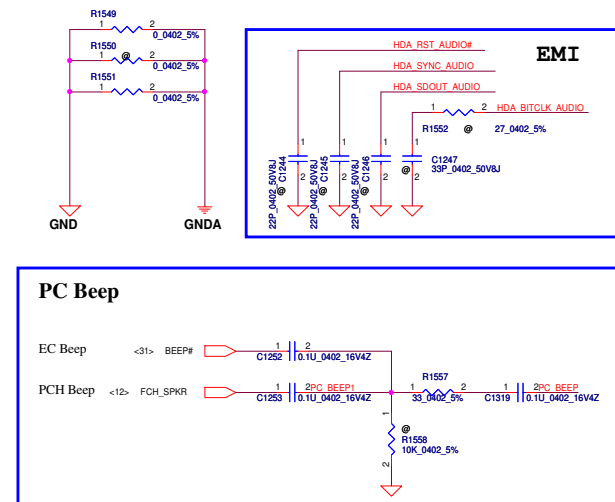 R1549
1 2
0_0402_5%
R1550
1 @ 2
0_0402_5%
R1551
1 2
0_0402_5%
GND
GNDA
EMI
HDA_RST_AUDIO#
HDA_SYNC_AUDIO
HDA_SDOUT_AUDIO
1 2 HDA_BITCLK_AUDIO
R1552 @ 27_0402_5%
1
2
22P_0402_50V8J
@ C1244
1
2
22P_0402_50V8J
@ C1245
1
2
22P_0402_50V8J
@ C1246
1
2
@
C1247
33P_0402_50V8J
PC Beep
EC Beep <31> BEEP#
1 2
C1252 0.1U_0402_16V4Z
PCH Beep <12> FCH_SPKR
1 2 PC_BEEP1
C1253 0.1U_0402_16V4Z
R1557
1 2
33_0402_5%
1 2 PC_BEEP
C1319 0.1U_0402_16V4Z
1
2
@
R1558
10K_0402_5%